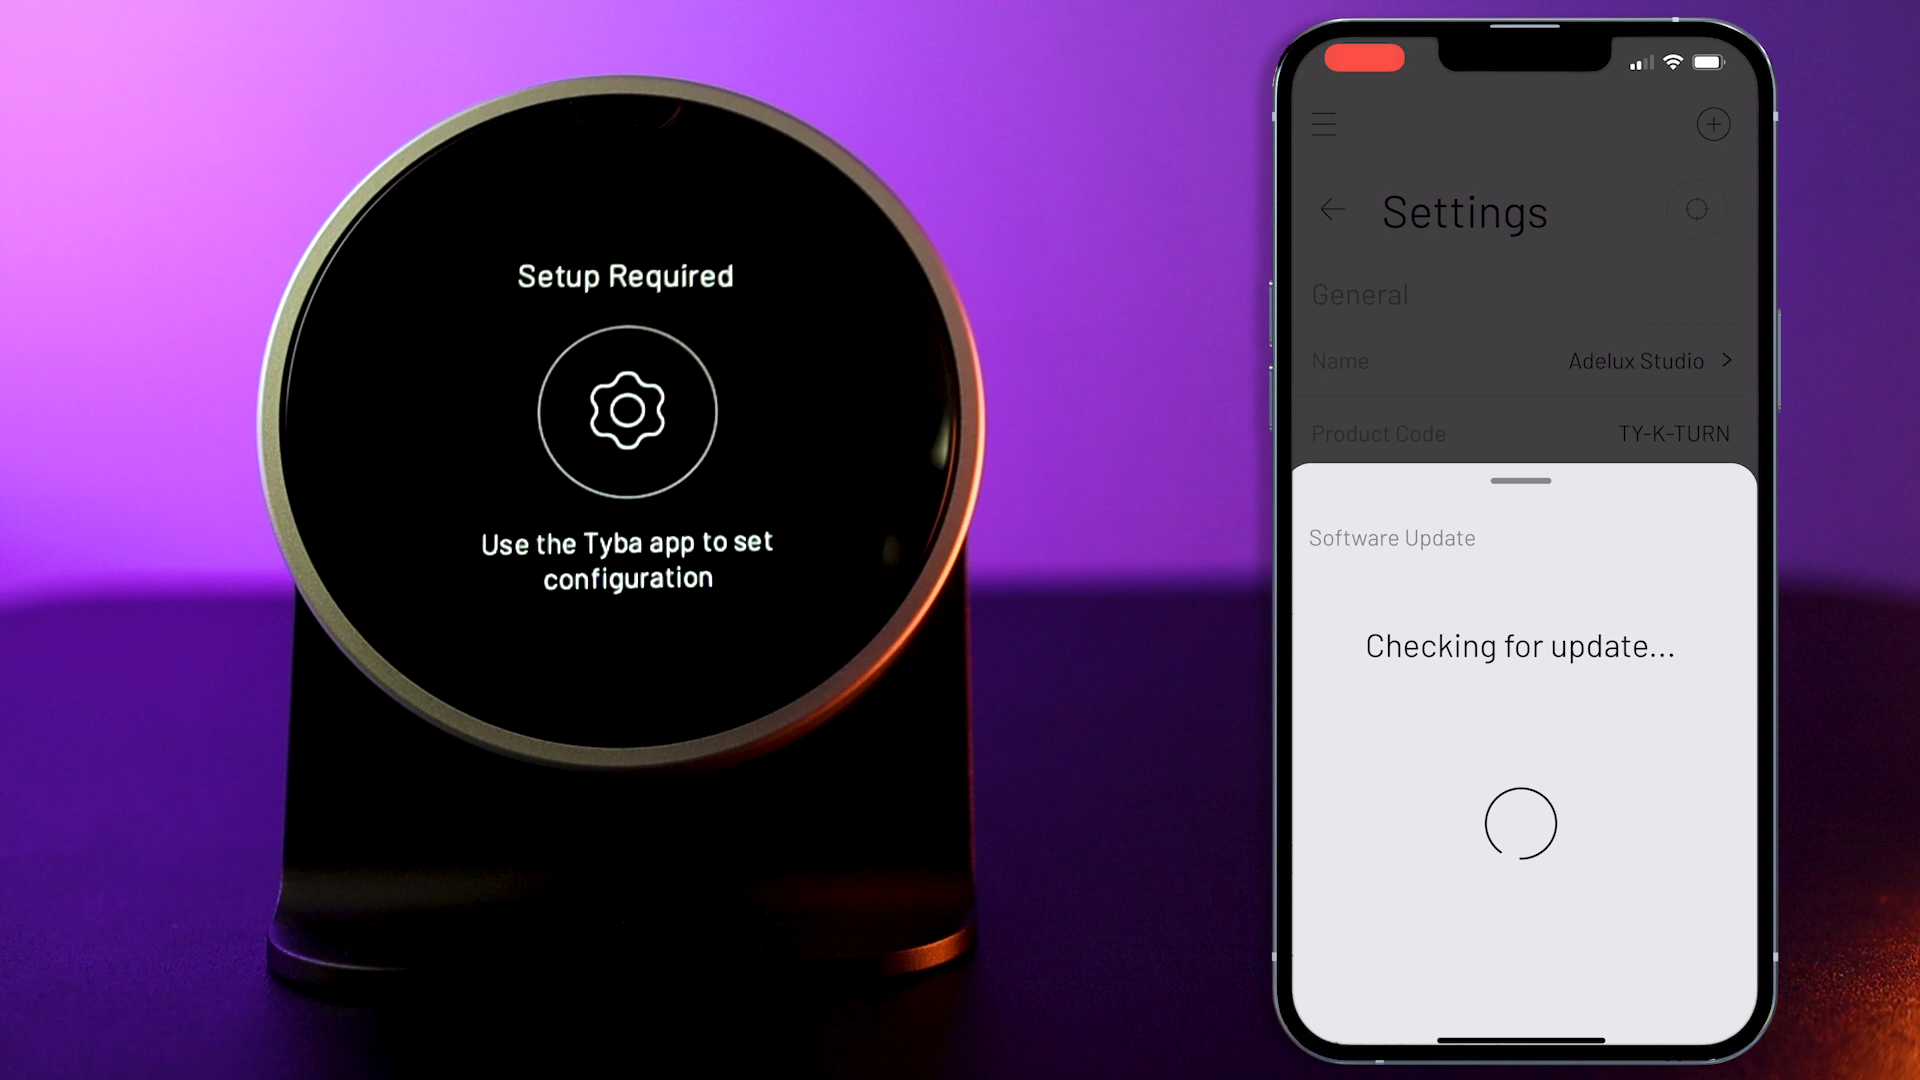 Setup Required
Use the Tyba app to set
configuration
Settings
General
Name
Adelux Studio
Product Code
TY-K-TURN
Software Update
Checking for update...